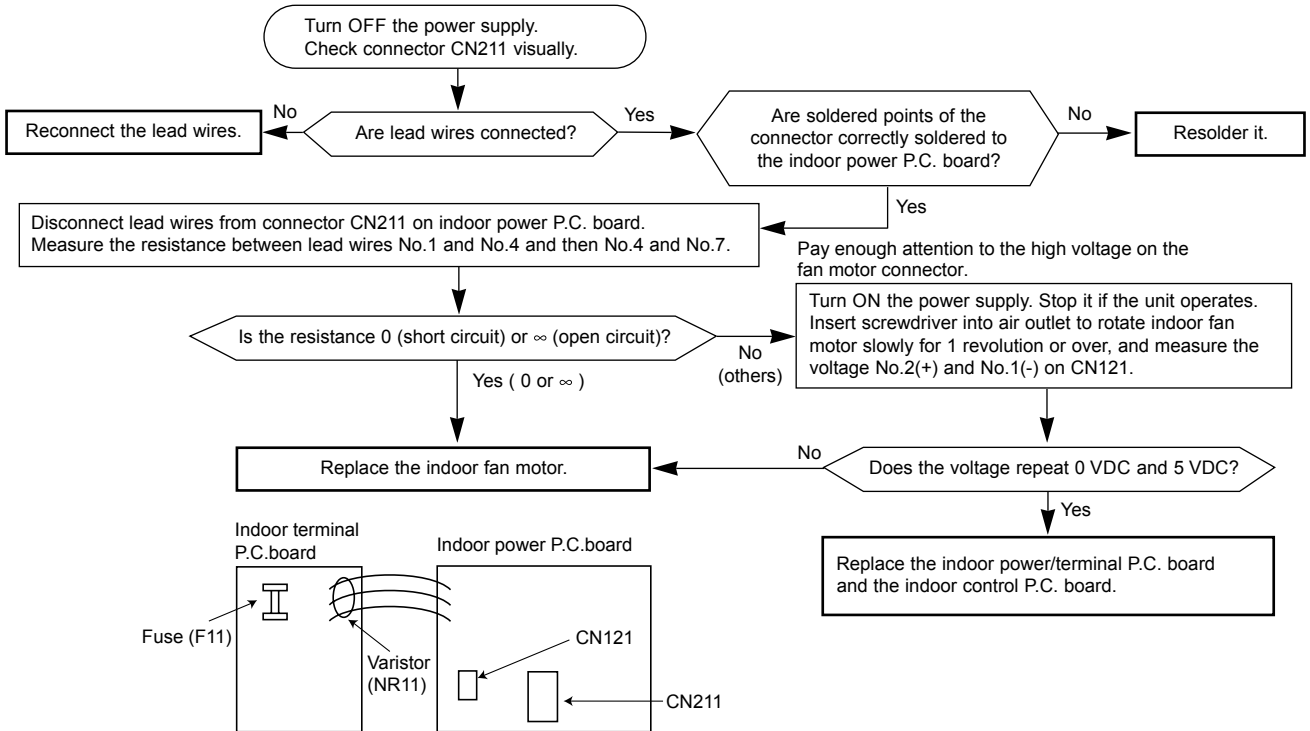 Turn OFF the power supply.
Check connector CN211 visually.
No
Reconnect the lead wires.
Are lead wires connected?
Yes
Are soldered points of the
connector correctly soldered to
the indoor power P.C. board?
No
Resolder it.
Yes
Disconnect lead wires from connector CN211 on indoor power P.C. board.
Measure the resistance between lead wires No.1 and No.4 and then No.4 and No.7.
Pay enough attention to the high voltage on the
fan motor connector.
Turn ON the power supply. Stop it if the unit operates.
Insert screwdriver into air outlet to rotate indoor fan
motor slowly for 1 revolution or over, and measure the
voltage No.2(+) and No.1(-) on CN121.
Is the resistance 0 (short circuit) or ∞ (open circuit)?
No
(others)
Yes ( 0 or ∞ )
Replace the indoor fan motor.
No
Does the voltage repeat 0 VDC and 5 VDC?
Yes
Replace the indoor power/terminal P.C. board
and the indoor control P.C. board.
Indoor terminal
P.C.board
Indoor power P.C.board
Fuse (F11)
Varistor
(NR11)
CN121
CN211